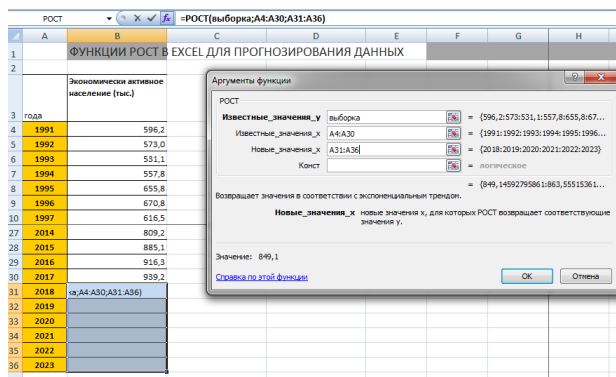 РОСТ
=РОСТ(выборка;A4:A30;A31:A36)
A B C D E F G H
1 ФУНКЦИИ РОСТ В EXCEL ДЛЯ ПРОГНОЗИРОВАНИЯ ДАННЫХ
2
3 года Экономически активное население (тыс.)
4 1991 596,2
5 1992 573,0
6 1993 531,1
7 1994 557,8
8 1995 655,8
9 1996 670,8
10 1997 616,5
27 2014 809,2
28 2015 885,1
29 2016 916,3
30 2017 939,2
31 2018 ка;A4:A30;A31:A36)
32 2019
33 2020
34 2021
35 2022
36 2023
Аргументы функции
РОСТ
Известные_значения_y выборка = {596,2:573:531,1:557,8:655,8:67...
Известные_значения_x A4:A30 = {1991:1992:1993:1994:1995:1996...
Новые_значения_x A31:A36 = {2018:2019:2020:2021:2022:2023}
Конст = логическое
= {849,14592795861:863,55515361...
Возвращает значения в соответствии с экспоненциальным трендом.
Новые_значения_x новые значения x, для которых РОСТ возвращает соответствующие
значения y.
Значение: 849,1
Справка по этой функции
OK
Отмена